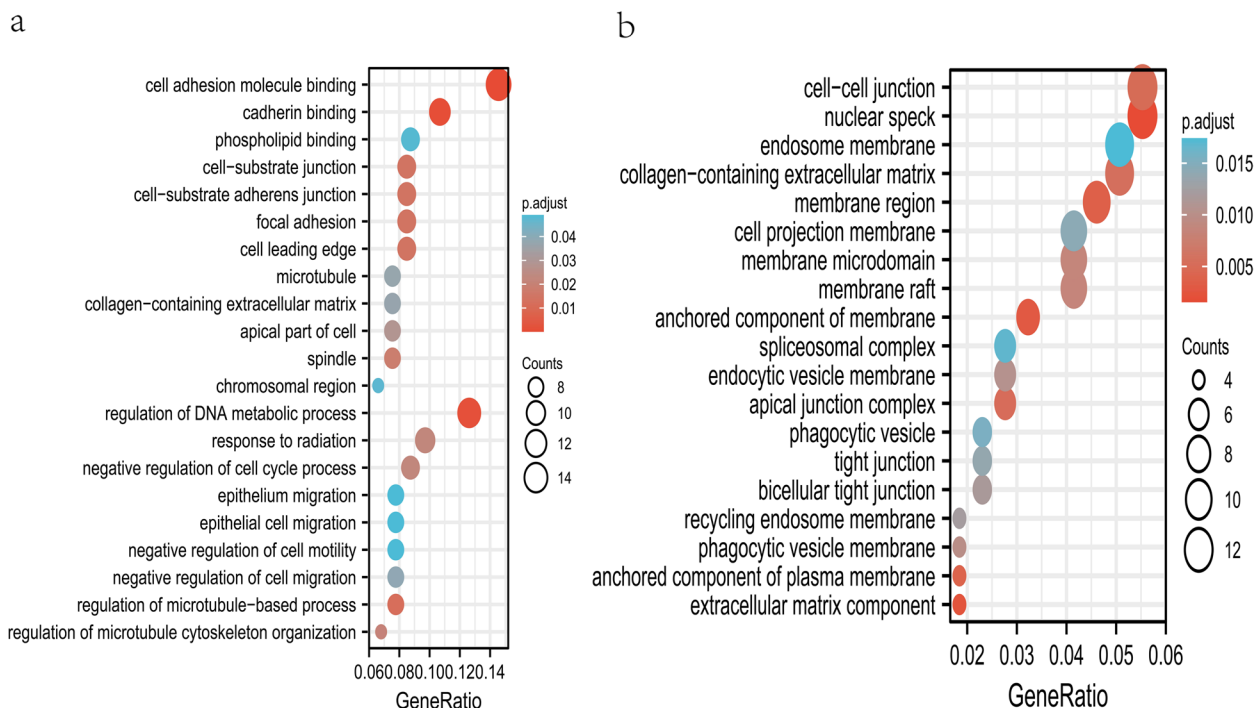 a
cell adhesion molecule binding
cadherin binding
phospholipid binding
cell−substrate junction
cell−substrate adherens junction
focal adhesion
cell leading edge
microtubule
collagen−containing extracellular matrix
apical part of cell
spindle
chromosomal region
regulation of DNA metabolic process
response to radiation
negative regulation of cell cycle process
epithelium migration
epithelial cell migration
negative regulation of cell motility
negative regulation of cell migration
regulation of microtubule−based process
regulation of microtubule cytoskeleton organization
0.060.080.100.120.14
GeneRatio
p.adjust
0.04
0.03
0.02
0.01
Counts
8
10
12
14
b
cell−cell junction
nuclear speck
endosome membrane
collagen−containing extracellular matrix
membrane region
cell projection membrane
membrane microdomain
membrane raft
anchored component of membrane
spliceosomal complex
endocytic vesicle membrane
apical junction complex
phagocytic vesicle
tight junction
bicellular tight junction
recycling endosome membrane
phagocytic vesicle membrane
anchored component of plasma membrane
extracellular matrix component
0.02 0.03 0.04 0.05 0.06
GeneRatio
p.adjust
0.015
0.010
0.005
Counts
4
6
8
10
12